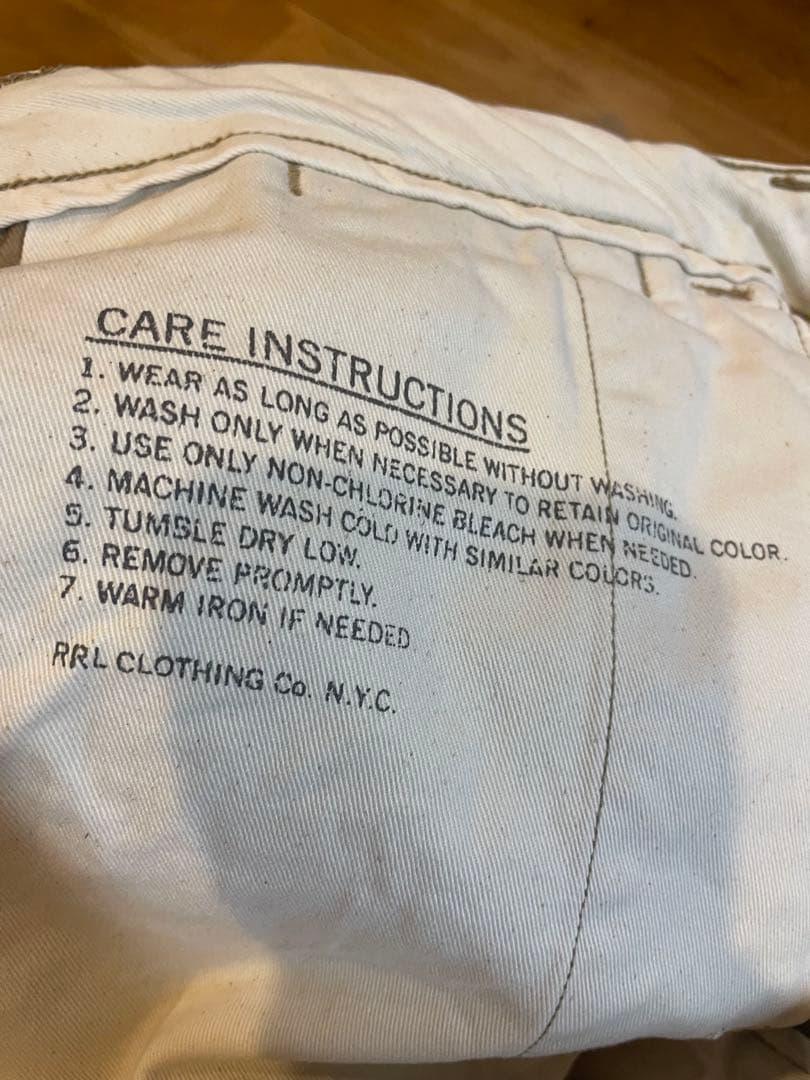 CARE INSTRUCTIONS
1. WEAR AS LONG AS POSSIBLE WITHOUT WASHING.
2. WASH ONLY WHEN NECESSARY TO RETAIN ORIGINAL COLOR.
3. USE ONLY NON-CHLORINE BLEACH WHEN NEEDED.
4. MACHINE WASH COLD WITH SIMILAR COLORS.
5. TUMBLE DRY LOW.
6. REMOVE PROMPTLY.
7. WARM IRON IF NEEDED
RRL CLOTHING Co. N.Y.C.